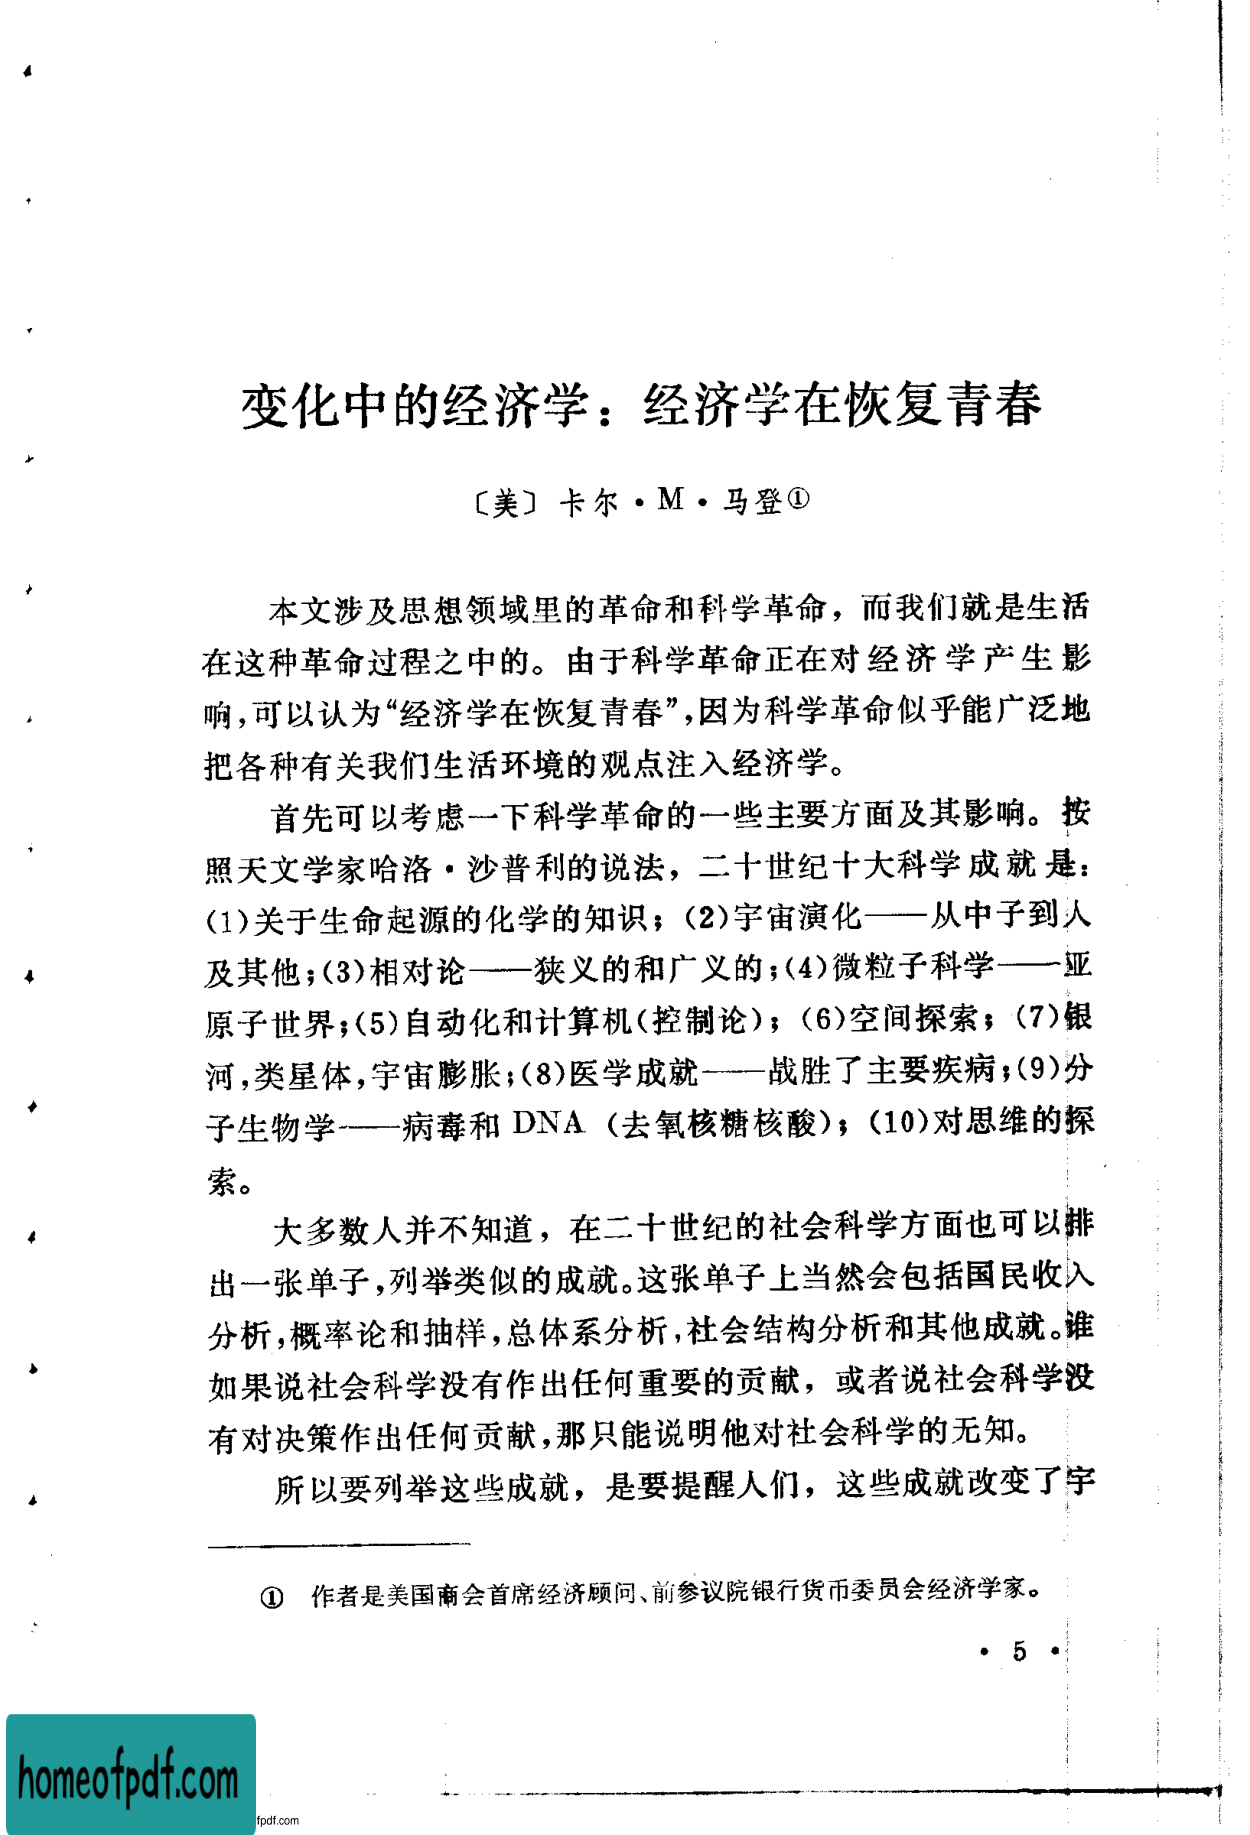 变化中的经济学：经济学在恢复青春
〔美〕卡尔·M·马登①
本文涉及思想领域里的革命和科学革命，而我们就是生活
在这种革命过程之中的。由于科学革命正在对经济学产生影
响，可以认为“经济学在恢复青春”，因为科学革命似乎能广泛地
把各种有关我们生活环境的观点注入经济学。
首先可以考虑一下科学革命的一些主要方面及其影响。按
照天文学家哈洛·沙普利的说法，二十世纪十大科学成就是：
(1)关于生命起源的化学的知识；(2)宇宙演化——从中子到人
及其他；(3)相对论——狭义的和广义的；(4)微粒子科学——亚
原子世界；(5)自动化和计算机(控制论)；(6)空间探索；(7)银
河，类星体，宇宙膨胀；(8)医学成就——战胜了主要疾病；(9)分
子生物学——病毒和DNA（去氧核糖核酸）；(10)对思维的探
索。
大多数人并不知道，在二十世纪的社会科学方面也可以排
出一张单子，列举类似的成就。这张单子上当然会包括国民收入
分析，概率论和抽样，总体系分析，社会结构分析和其他成就。谁
如果说社会科学没有作出任何重要的贡献，或者说社会科学没
有对决策作出任何贡献，那只能说明他对社会科学的无知。
所以要列举这些成就，是要提醒人们，这些成就改变了宇
① 作者是美国商会首席经济顾问、前参议院银行货币委员会经济学家。
· 5 ·
homeofpdf.com
fpdf.com